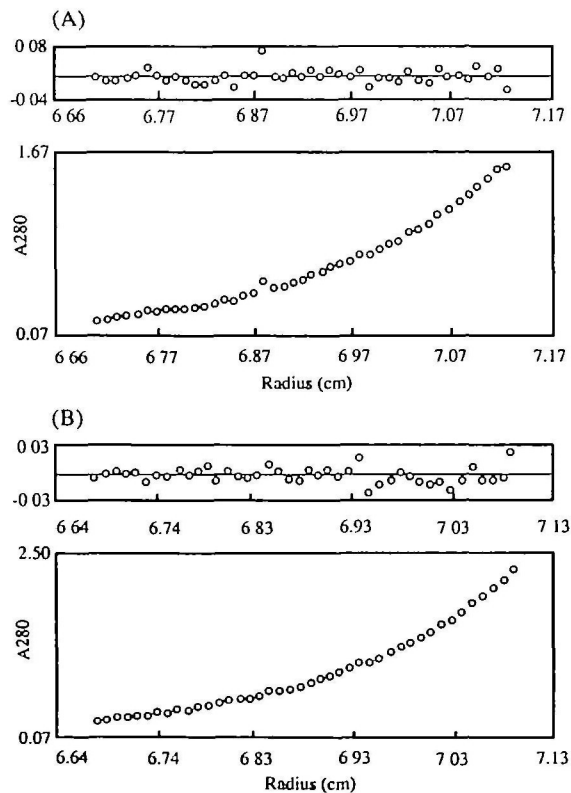 (A)
0 08
-0 04
6 66 6.77 6 87 6.97 7.07 7.17
1.67
A280
0.07
6 66 6 77 6.87 6 97 7.07 7.17
Radius (cm)
(B)
0 03
-0 03
6 64 6.74 6 83 6.93 7 03 7 13
2.50
A280
0.07
6.64 6.74 6 83 6 93 7 03 7.13
Radius (cm)